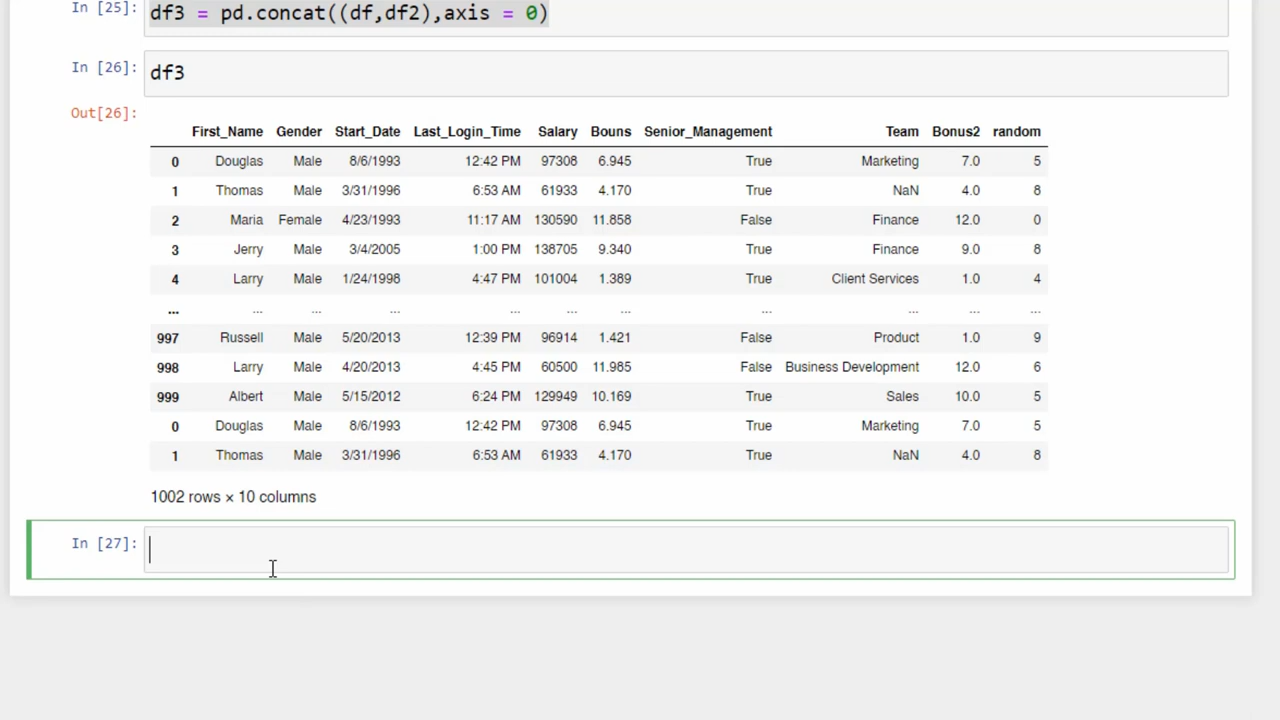 In [25]: df3 = pd.concat((df,df2),axis = 0)
In [26]: df3
Out[26]:
First_Name Gender Start_Date Last_Login_Time Salary Bouns Senior_Management Team Bonus2 random
0 Douglas Male 8/6/1993 12:42 PM 97308 6.945 True Marketing 7.0 5
1 Thomas Male 3/31/1996 6:53 AM 61933 4.170 True NaN 4.0 8
2 Maria Female 4/23/1993 11:17 AM 130590 11.858 False Finance 12.0 0
3 Jerry Male 3/4/2005 1:00 PM 138705 9.340 True Finance 9.0 8
4 Larry Male 1/24/1998 4:47 PM 101004 1.389 True Client Services 1.0 4
... ... ... ... ... ... ... ... ... ... ...
997 Russell Male 5/20/2013 12:39 PM 96914 1.421 False Product 1.0 9
998 Larry Male 4/20/2013 4:45 PM 60500 11.985 False Business Development 12.0 6
999 Albert Male 5/15/2012 6:24 PM 129949 10.169 True Sales 10.0 5
0 Douglas Male 8/6/1993 12:42 PM 97308 6.945 True Marketing 7.0 5
1 Thomas Male 3/31/1996 6:53 AM 61933 4.170 True NaN 4.0 8
1002 rows × 10 columns
In [27]: